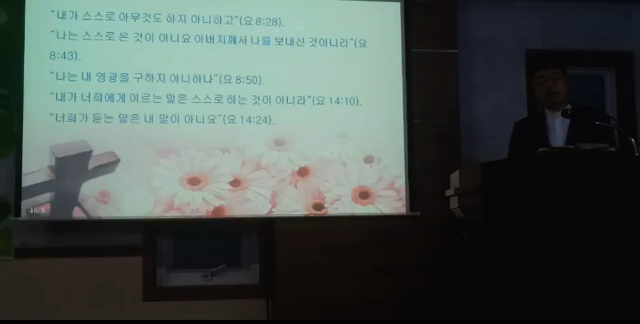 "내가 스스로 아무것도 하지 아니하고"(요 8:28).
"나는 스스로 온 것이 아니요 아버지께서 나를 보내신 것이니라"(요
8:43).
"나는 내 영광을 구하지 아니하나"(요 8:50).
"내가 너희에게 이르는 말은 스스로 하는 것이 아니라"(요 14:10).
"너희가 듣는 말은 내 말이 아니요"(요 14:24).